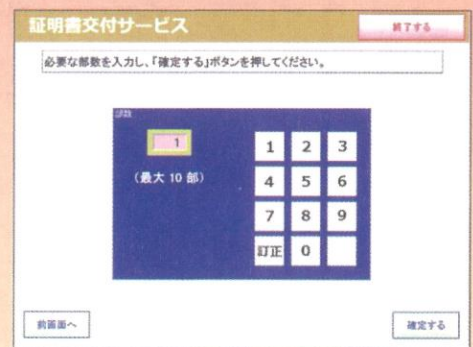 証明書交付サービス
終了する
必要な部数を入力し、「確定する」ボタンを押してください。
部数
1
(最大 10 部)
1 2 3
4 5 6
7 8 9
訂正 0
前画面へ
確定する